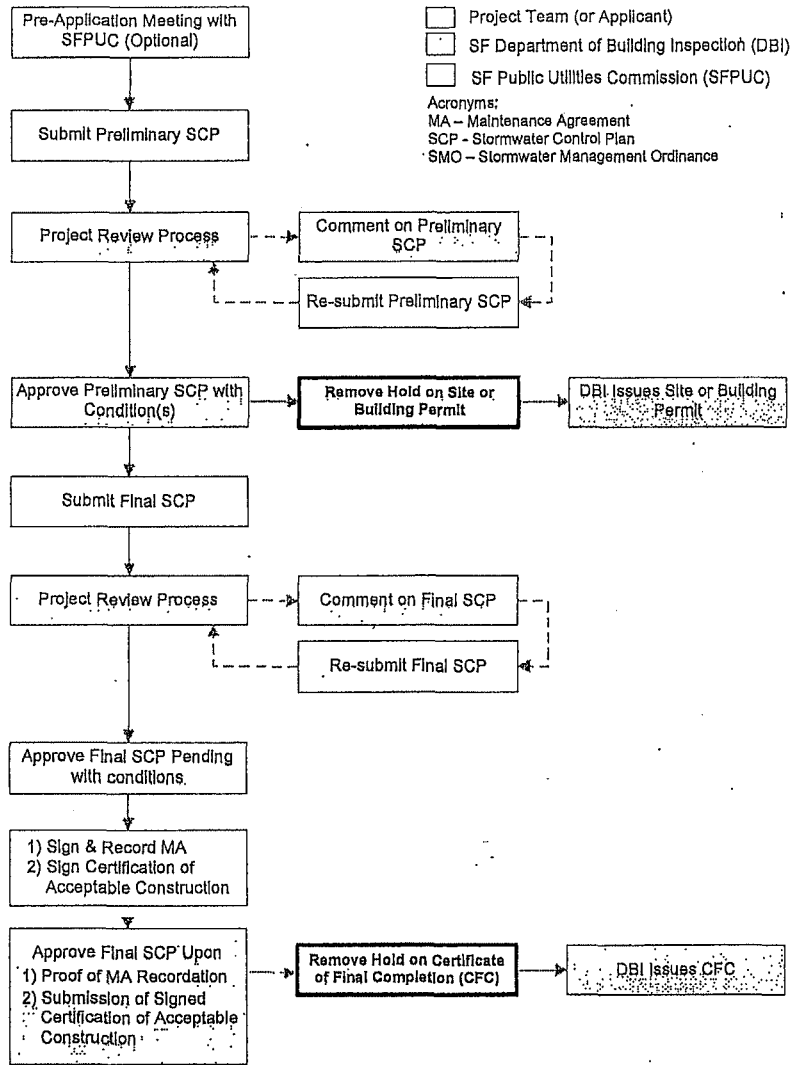 Pre-Application Meeting with
SFPUC (Optional)
Project Team (or Applicant)
SF Department of Building Inspection (DBI)
SF Public Utilities Commission (SFPUC)
Acronyms:
MA – Maintenance Agreement
SCP - Stormwater Control Plan
SMO – Stormwater Management Ordinance
Submit Preliminary SCP
Project Review Process
Comment on Preliminary
SCP
Re-submit Preliminary SCP
Approve Preliminary SCP with
Condition(s)
Remove Hold on Site or
Building Permit
DBI Issues Site or Building
Permit
Submit Final SCP
Project Review Process
Comment on Final SCP
Re-submit Final SCP
Approve Final SCP Pending
with conditions.
1) Sign & Record MA
2) Sign Certification of
Acceptable Construction
Approve Final SCP Upon
1) Proof of MA Recordation
2) Submission of Signed
Certification of Acceptable
Construction
Remove Hold on Certificate
of Final Completion (CFC)
DBI Issues CFC